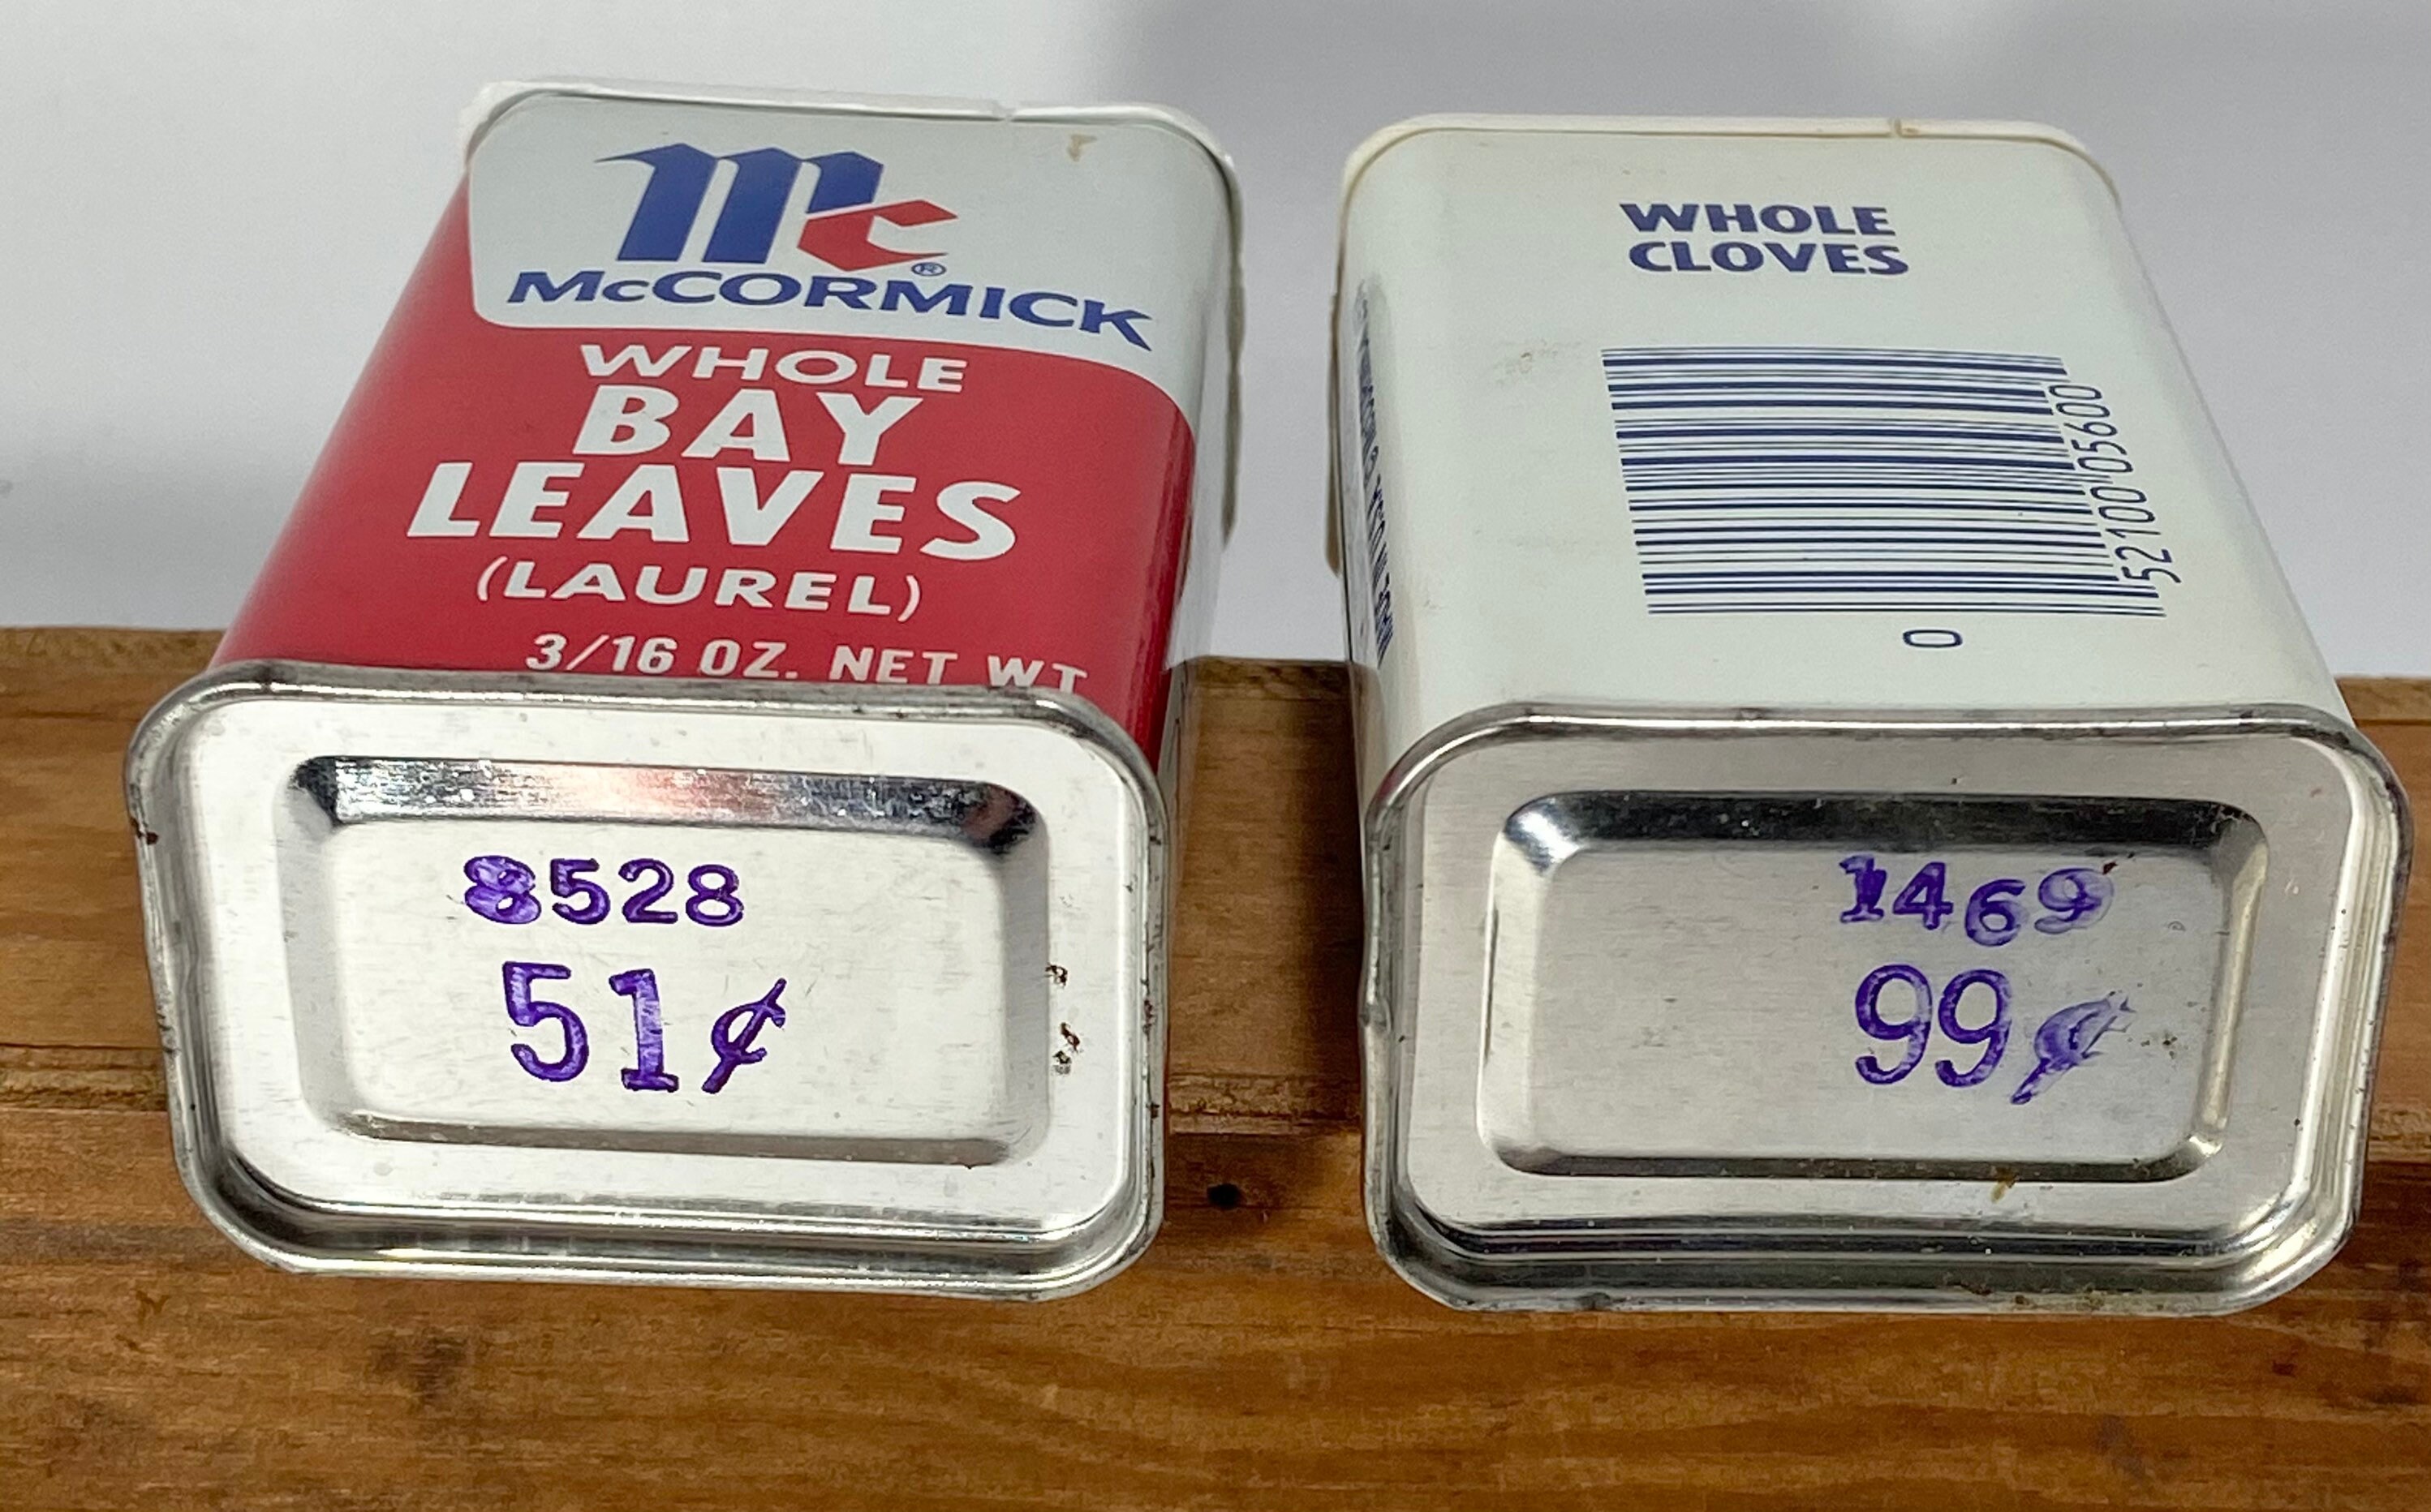 Mc
McCORMICK®
WHOLE
BAY
LEAVES
(LAUREL)
3/16 OZ. NET WT
8528
51¢
WHOLE
CLOVES
52100 05600
0
1469
99¢